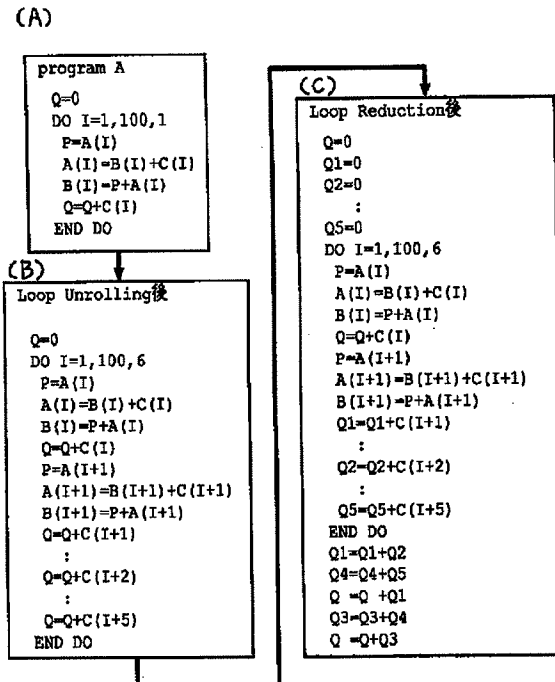 (A)
program A
Q=0
DO I=1,100,1
P=A(I)
A(I)=B(I)+C(I)
B(I)=P+A(I)
Q=Q+C(I)
END DO
(B)
Loop Unrolling後
Q=0
DO I=1,100,6
P=A(I)
A(I)=B(I)+C(I)
B(I)=P+A(I)
Q=Q+C(I)
P=A(I+1)
A(I+1)=B(I+1)+C(I+1)
B(I+1)=P+A(I+1)
Q=Q+C(I+1)
:
Q=Q+C(I+2)
:
Q=Q+C(I+5)
END DO
(C)
Loop Reduction後
Q=0
Q1=0
Q2=0
:
Q5=0
DO I=1,100,6
P=A(I)
A(I)=B(I)+C(I)
B(I)=P+A(I)
Q=Q+C(I)
P=A(I+1)
A(I+1)=B(I+1)+C(I+1)
B(I+1)=P+A(I+1)
Q1=Q1+C(I+1)
:
Q2=Q2+C(I+2)
:
Q5=Q5+C(I+5)
END DO
Q1=Q1+Q2
Q4=Q4+Q5
Q =Q +Q1
Q3=Q3+Q4
Q =Q+Q3